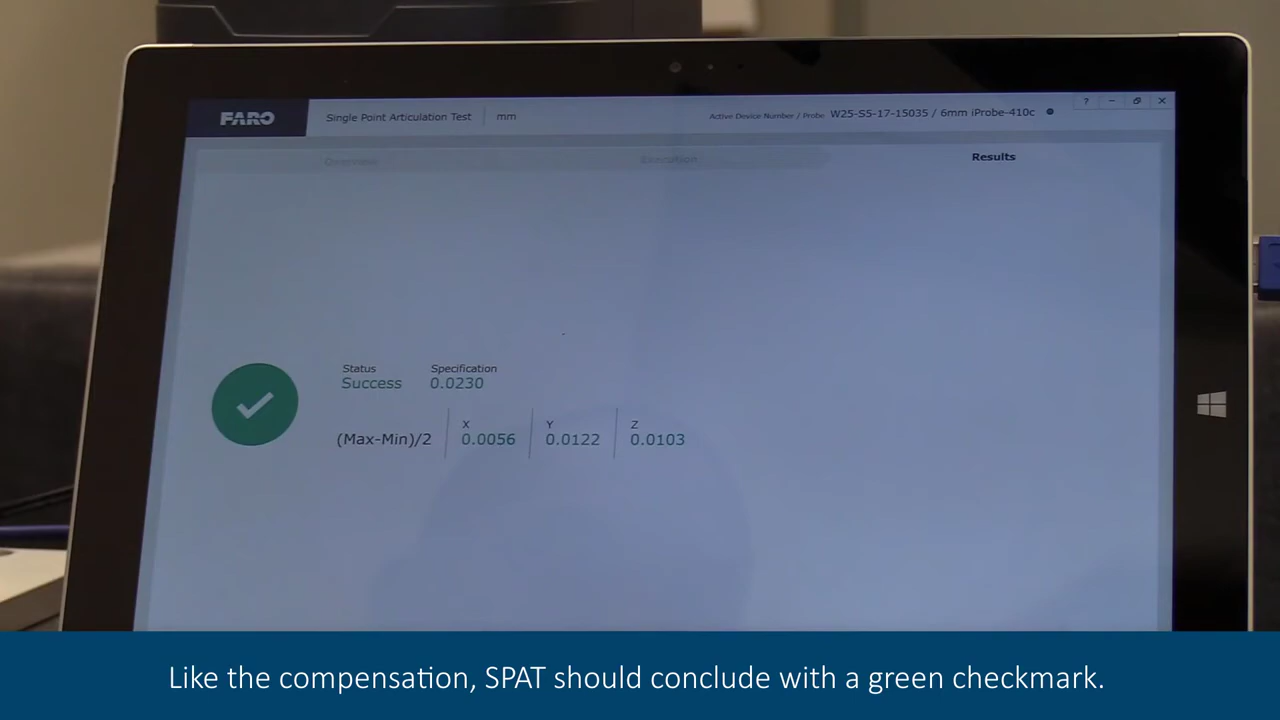 FARO
Single Point Articulation Test mm
Active Device Number / Probe W25-S5-17-15035 / 6mm iProbe-410c
Overview Execution Results
Status Specification
Success 0.0230
X Y Z
(Max-Min)/2 0.0056 0.0122 0.0103
Like the compensation, SPAT should conclude with a green checkmark.